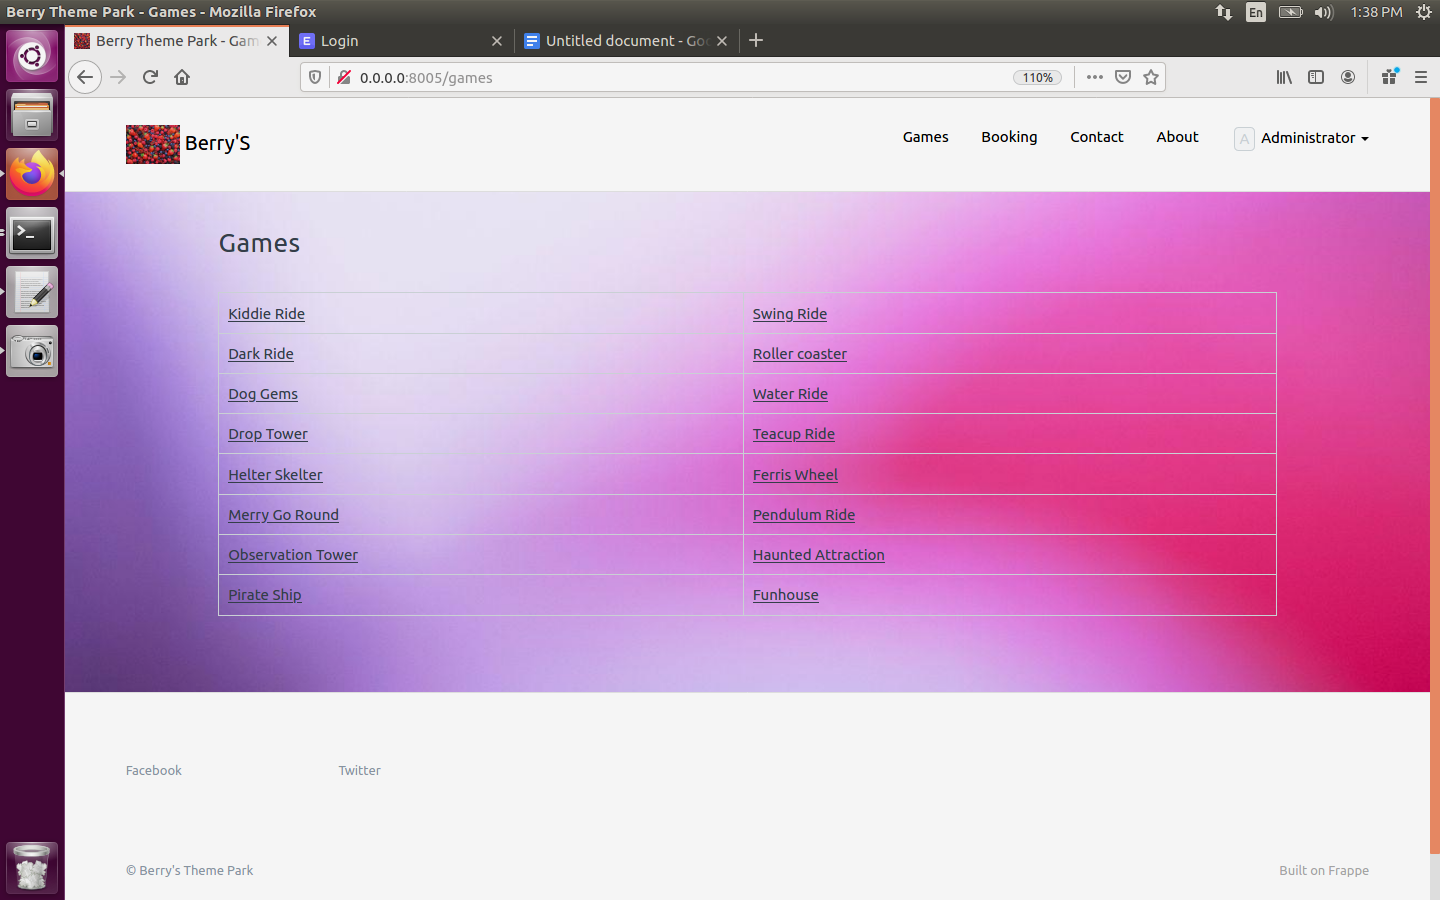 Berry Theme Park - Games - Mozilla Firefox
En
1:38 PM
Berry Theme Park - Gam
E Login
Untitled document - Goo
0.0.0.0:8005/games
110%
Berry'S
Games
Booking
Contact
About
A Administrator
Games
Kiddie Ride
Swing Ride
Dark Ride
Roller coaster
Dog Gems
Water Ride
Drop Tower
Teacup Ride
Helter Skelter
Ferris Wheel
Merry Go Round
Pendulum Ride
Observation Tower
Haunted Attraction
Pirate Ship
Funhouse
Facebook
Twitter
© Berry's Theme Park
Built on Frappe